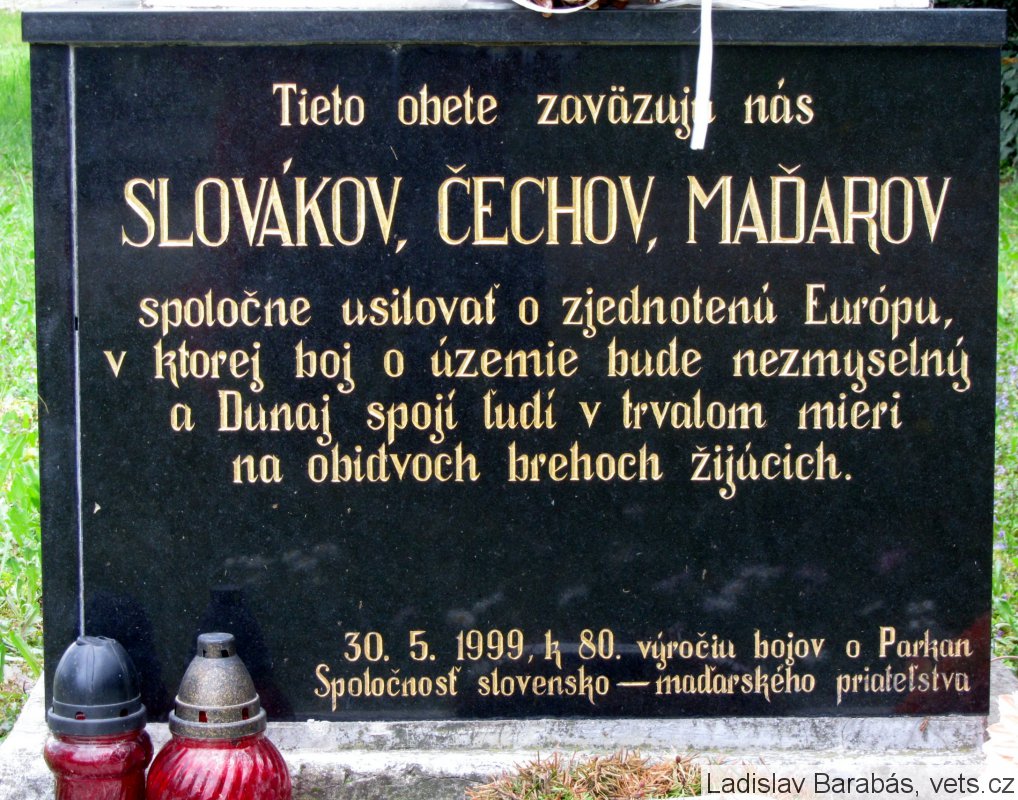 Tieto obete zaväzujú nás
SLOVÁKOV, ČECHOV, MAĎAROV
spoločne usilovať o zjednotenú Európu,
v ktorej boj o územie bude nezmyselný
a Dunaj spojí ľudí v trvalom mieri
na obidvoch brehoch žijúcich.
30. 5. 1999, k 80. výročiu bojov o Parkan
Spoločnosť slovensko – maďarského priateľstva
Ladislav Barabás, vets.cz